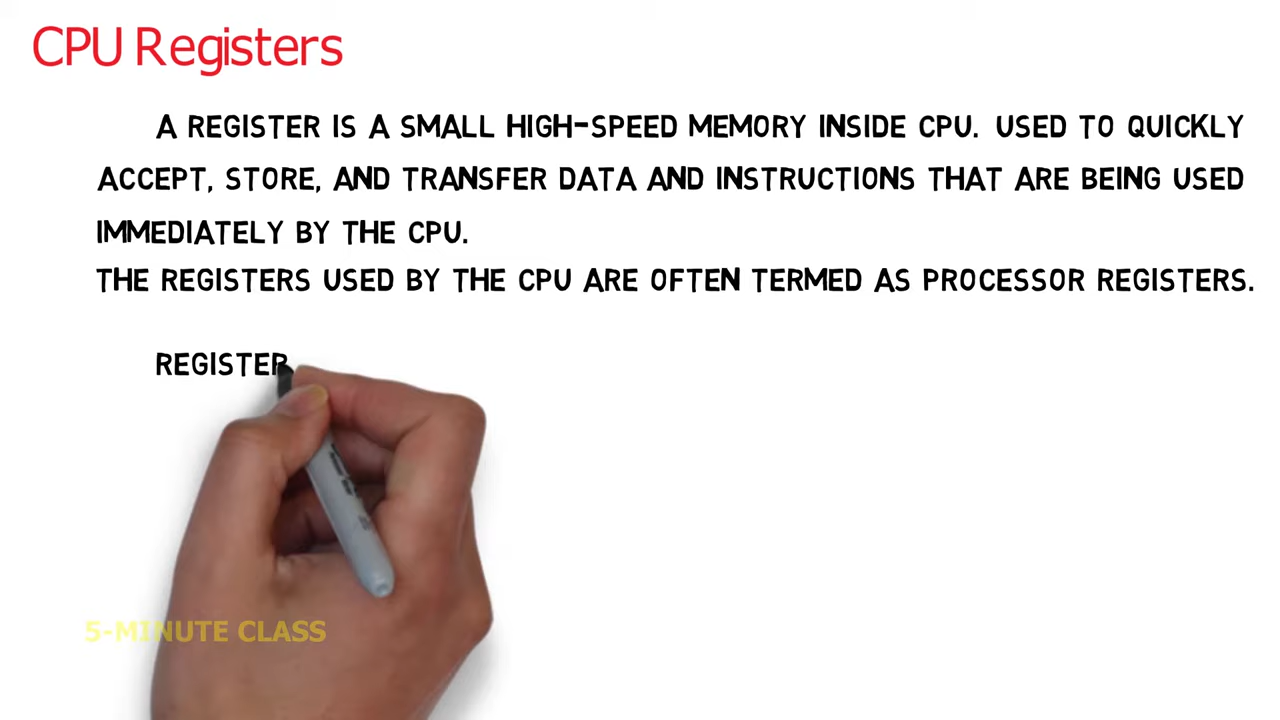 CPU Registers
A REGISTER IS A SMALL HIGH-SPEED MEMORY INSIDE CPU. USED TO QUICKLY
ACCEPT, STORE, AND TRANSFER DATA AND INSTRUCTIONS THAT ARE BEING USED
IMMEDIATELY BY THE CPU.
THE REGISTERS USED BY THE CPU ARE OFTEN TERMED AS PROCESSOR REGISTERS.
REGISTER
5-MINUTE CLASS